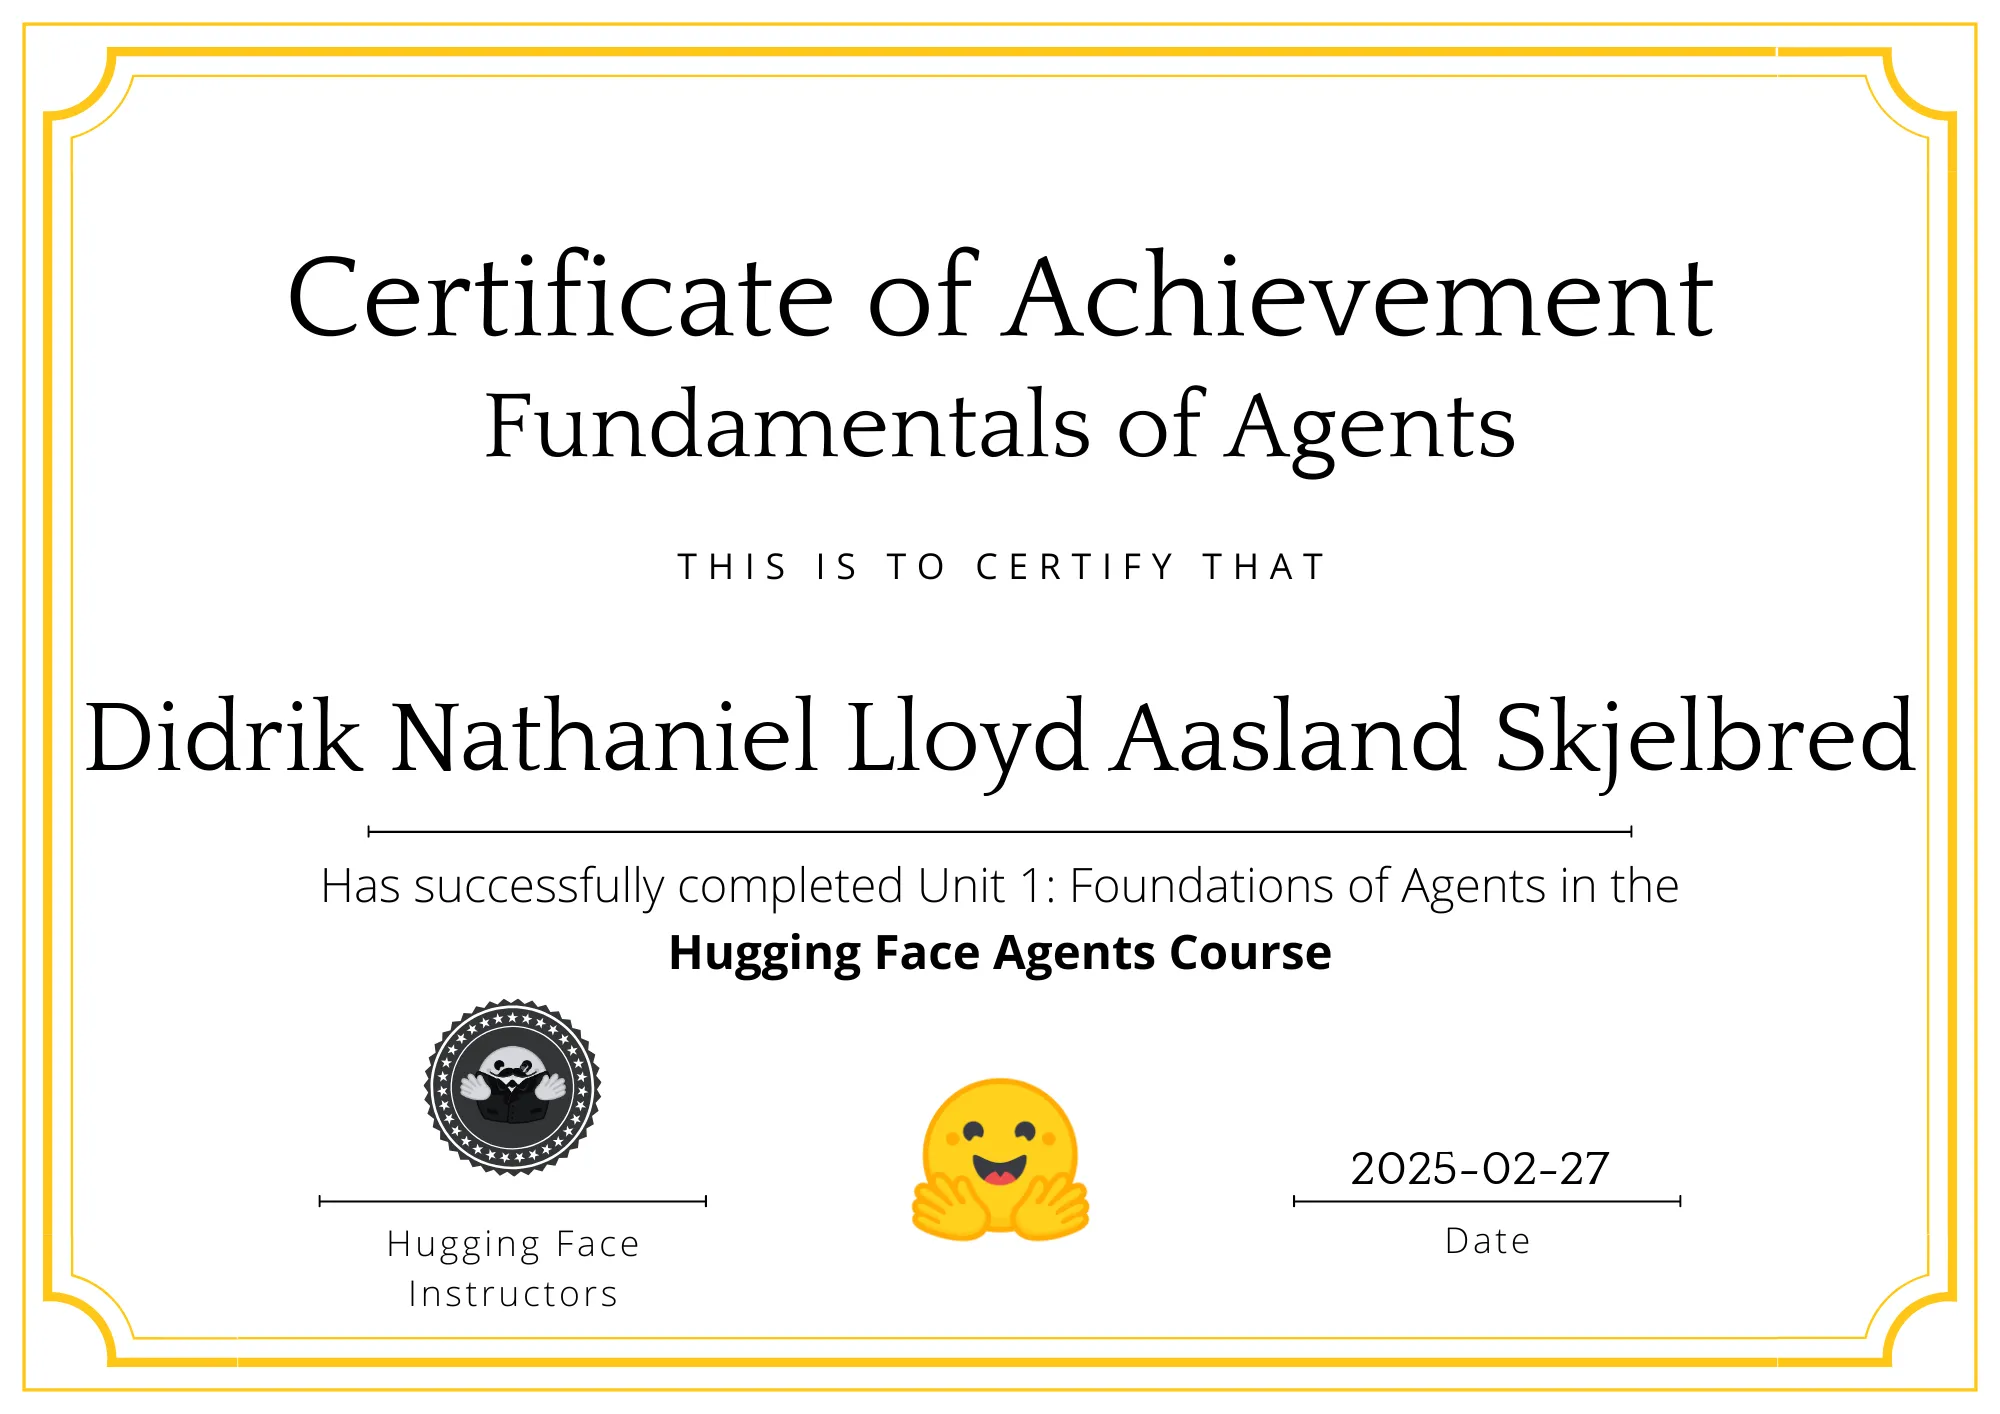 Certificate of Achievement
Fundamentals of Agents
THIS IS TO CERTIFY THAT
Didrik Nathaniel Lloyd Aasland Skjelbred
Has successfully completed Unit 1: Foundations of Agents in the
Hugging Face Agents Course
2025-02-27
Hugging Face
Instructors
Date